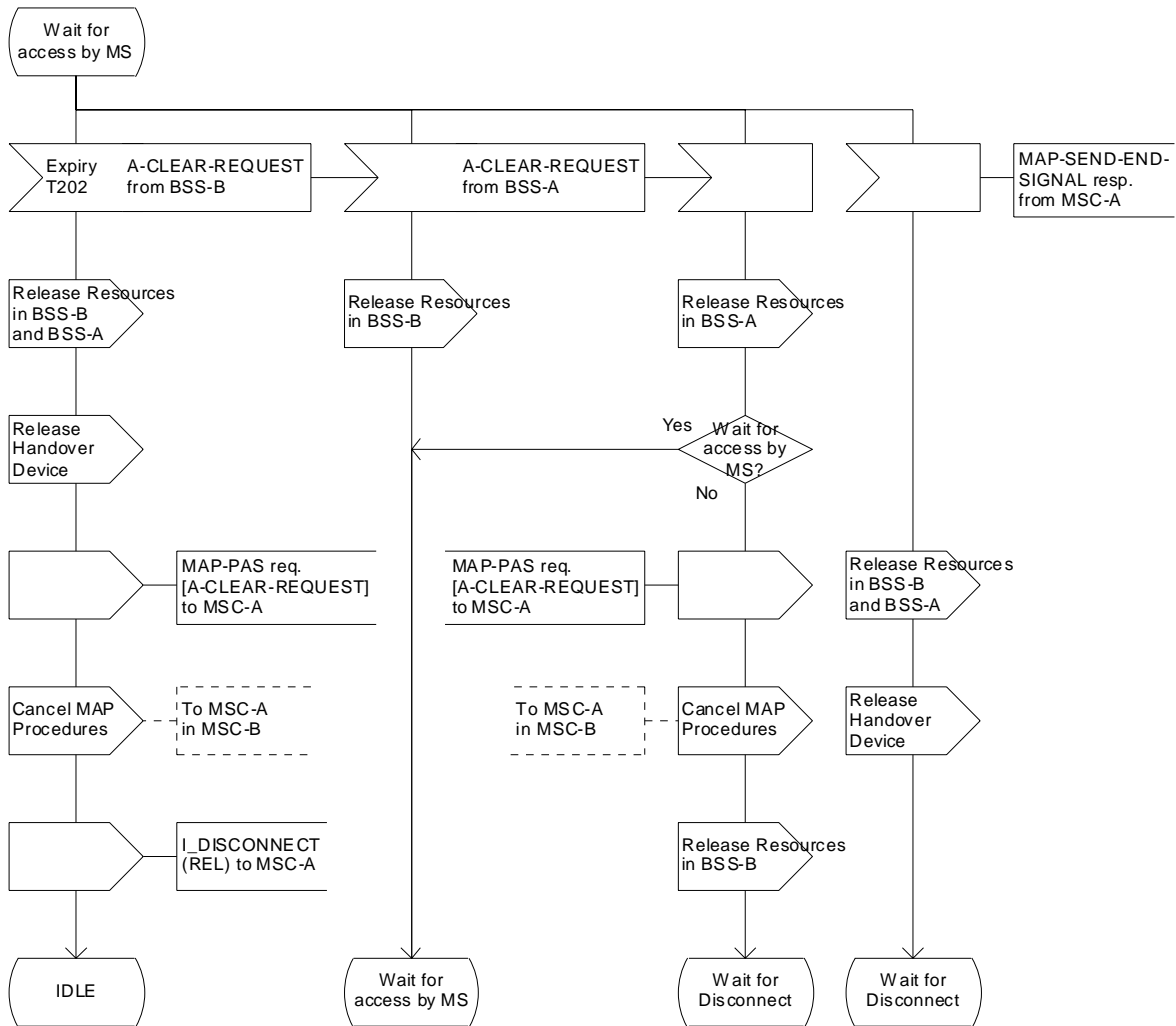 Wait for
access by MS
Expiry
T202
A-CLEAR-REQUEST
from BSS-B
A-CLEAR-REQUEST
from BSS-A
MAP-SEND-END-
SIGNAL resp.
from MSC-A
Release Resources
in BSS-B
and BSS-A
Release Resources
in BSS-B
Release Resources
in BSS-A
Release
Handover
Device
Yes
Wait for
access by
MS?
No
MAP-PAS req.
[A-CLEAR-REQUEST]
to MSC-A
MAP-PAS req.
[A-CLEAR-REQUEST]
to MSC-A
Release Resources
in BSS-B
and BSS-A
Cancel MAP
Procedures
To MSC-A
in MSC-B
To MSC-A
in MSC-B
Cancel MAP
Procedures
Release
Handover
Device
I_DISCONNECT
(REL) to MSC-A
Release Resources
in BSS-B
IDLE
Wait for
access by MS
Wait for
Disconnect
Wait for
Disconnect